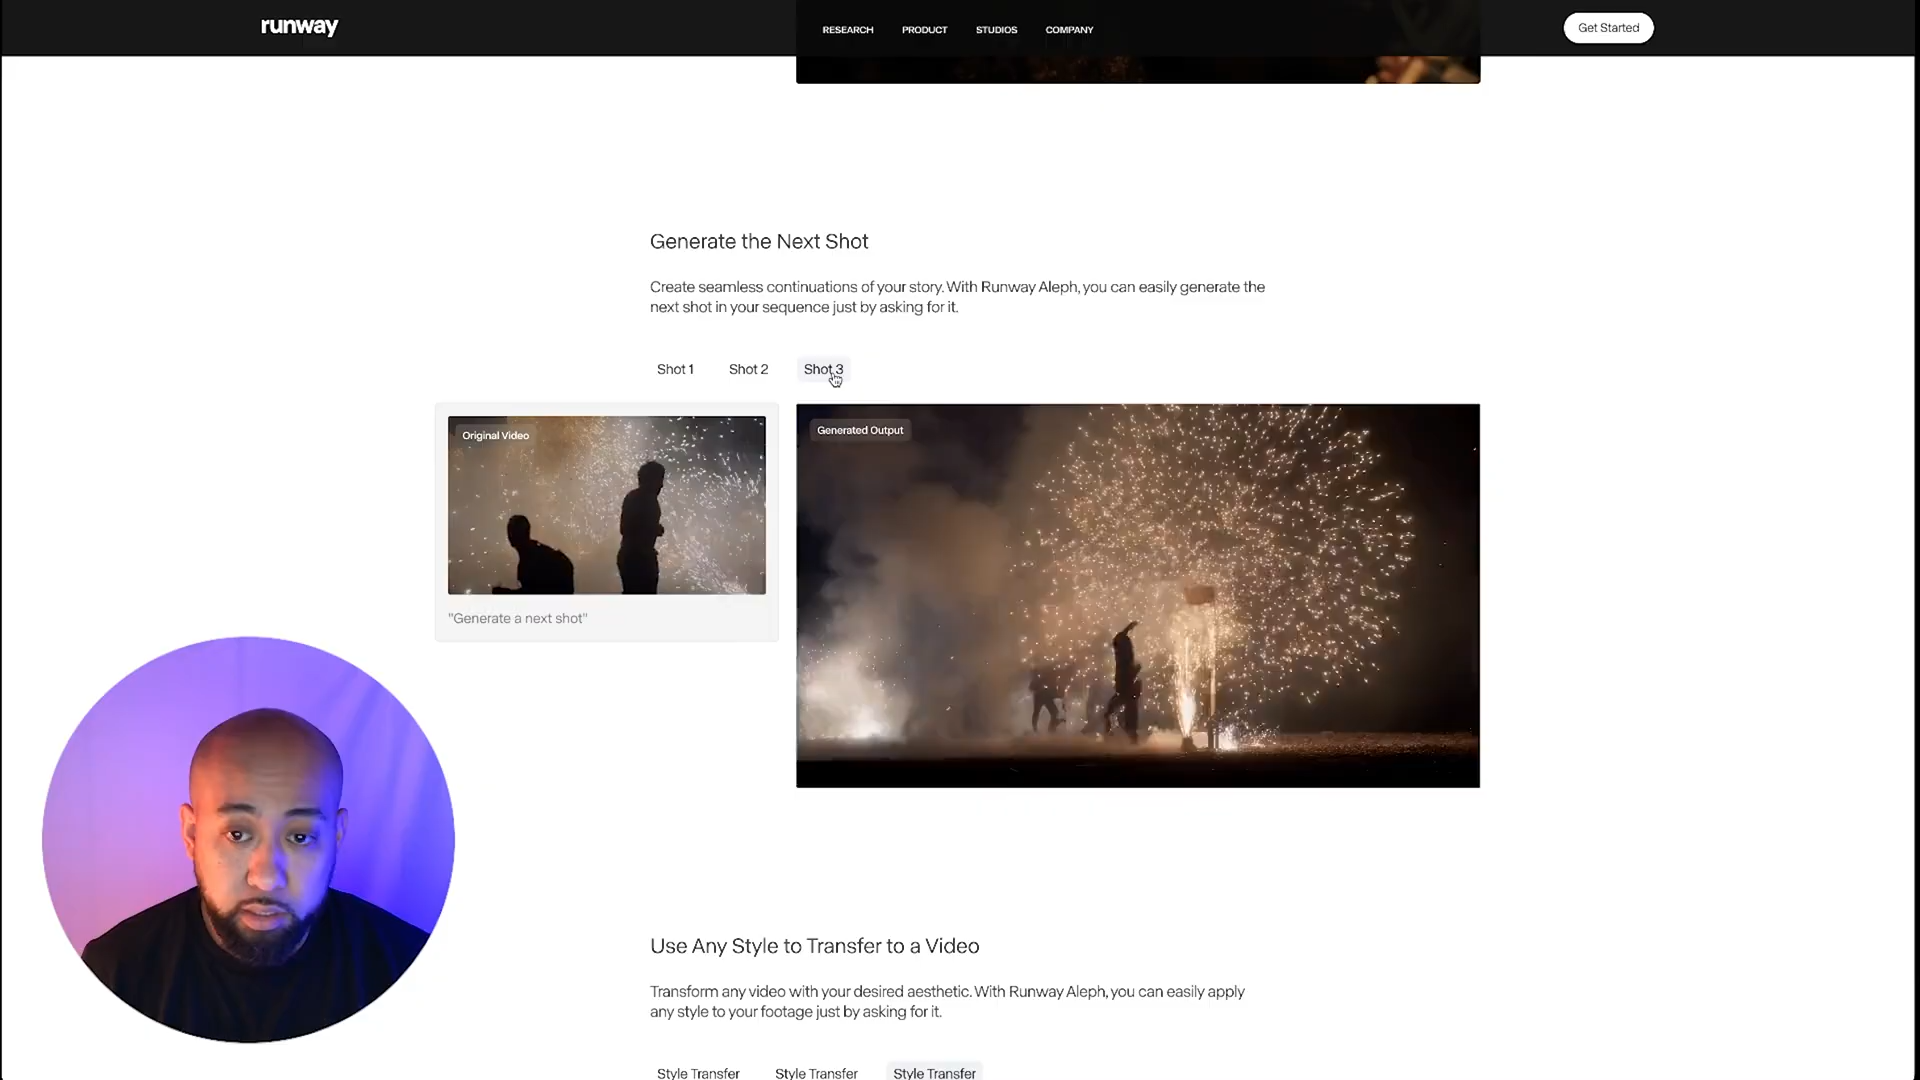 runway
RESEARCH PRODUCT STUDIOS COMPANY
Get Started
Generate the Next Shot
Create seamless continuations of your story. With Runway Aleph, you can easily generate the
next shot in your sequence just by asking for it.
Shot 1 Shot 2 Shot 3
Original Video
"Generate a next shot"
Generated Output
Use Any Style to Transfer to a Video
Transform any video with your desired aesthetic. With Runway Aleph, you can easily apply
any style to your footage just by asking for it.
Style Transfer Style Transfer Style Transfer